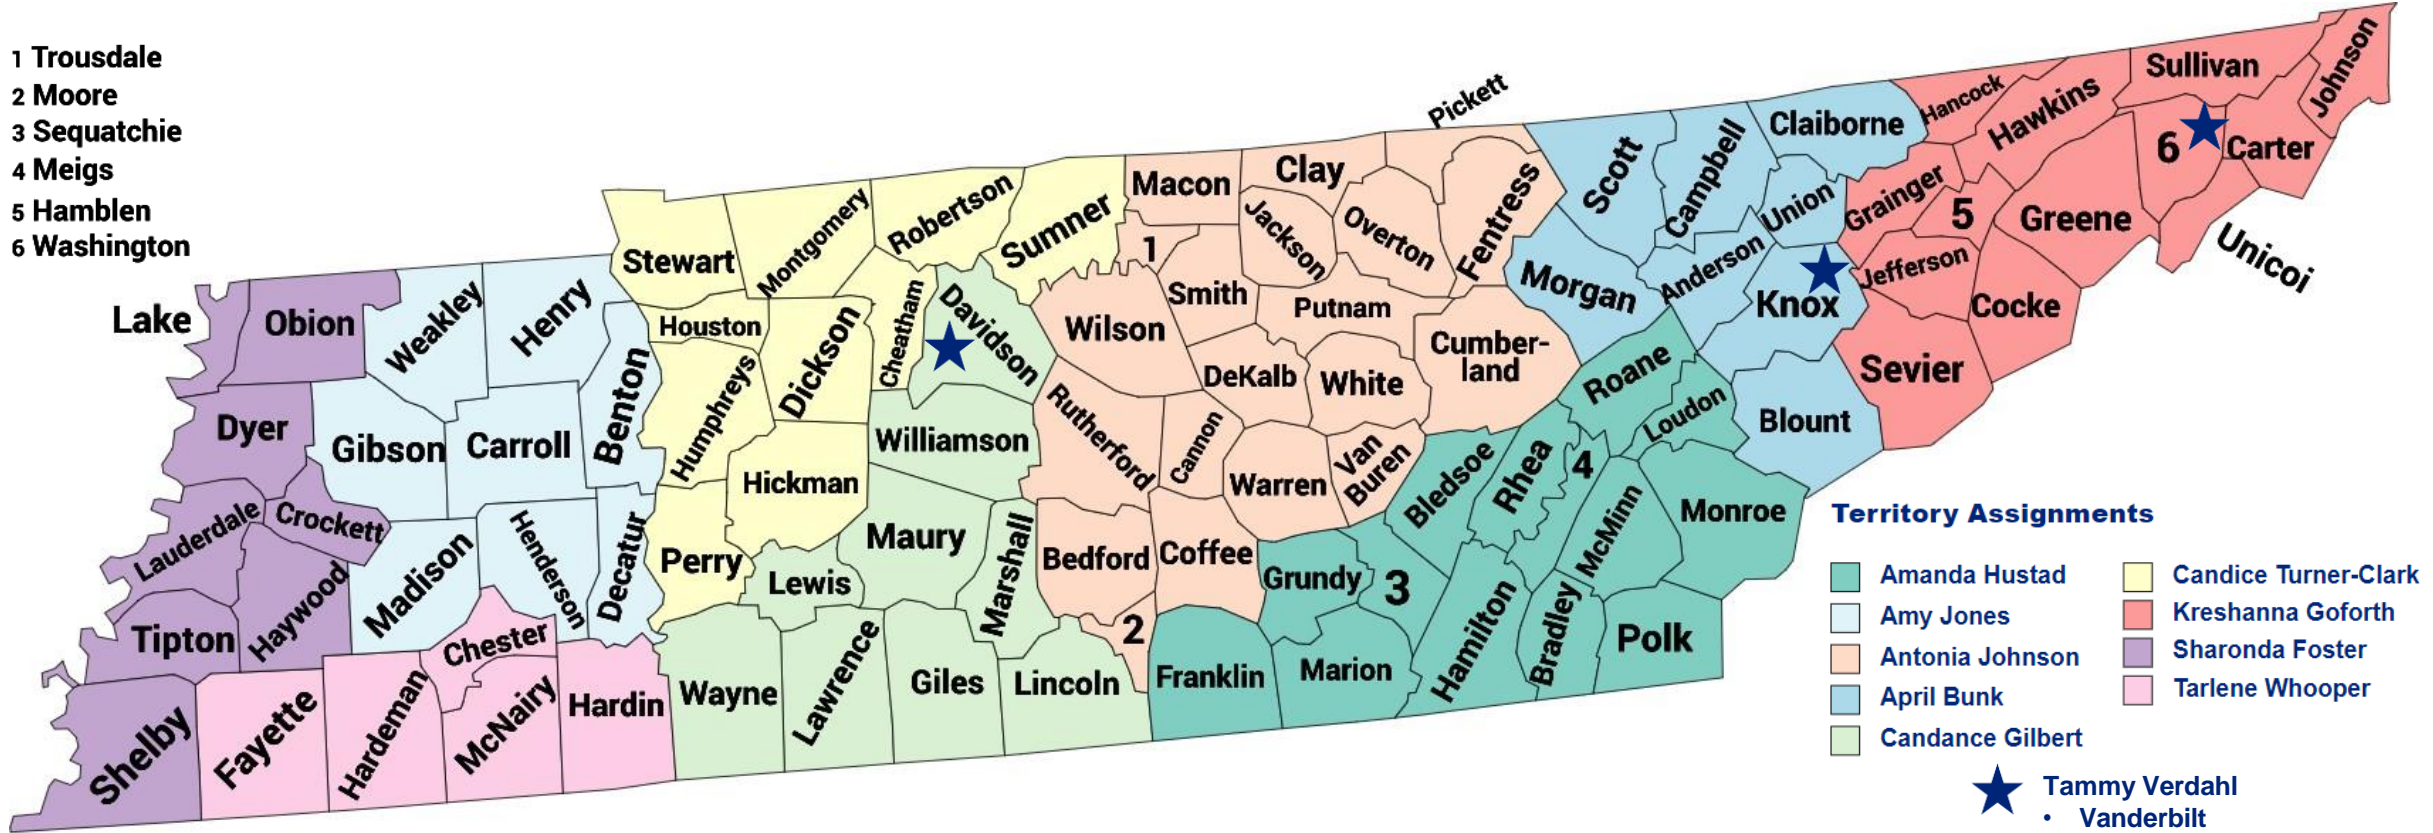 1 Trousdale
2 Moore
3 Sequatchie
4 Meigs
5 Hamblen
6 Washington
Lake
Obion
Weakley
Henry
Stewart
Montgomery
Robertson
Sumner
Macon
Clay
Pickett
Fentress
Scott
Campbell
Claiborne
Hancock
Hawkins
Sullivan
Johnson
1
Jackson
Overton
Morgan
Anderson
Union
Grainger
5
Greene
6
Carter
Unicoi
Houston
Dickson
Cheatham
Davidson
Wilson
Smith
Putnam
Cumber-
land
Knox
Jefferson
Cocke
Dyer
Gibson
Carroll
Benton
Humphreys
Hickman
Williamson
Rutherford
Cannon
DeKalb
White
Warren
Van
Buren
Bledsoe
Rhea
4
Roane
Loudon
Blount
Sevier
Lauderdale
Crockett
Haywood
Madison
Henderson
Decatur
Perry
Lewis
Maury
Marshall
Bedford
Coffee
Grundy
3
McMinn
Monroe
Tipton
Chester
2
Shelby
Fayette
Hardeman
McNairy
Hardin
Wayne
Lawrence
Giles
Lincoln
Franklin
Marion
Hamilton
Bradley
Polk
Territory Assignments
Amanda Hustad
Amy Jones
Antonia Johnson
April Bunk
Candance Gilbert
Candice Turner-Clark
Kreshanna Goforth
Sharonda Foster
Tarlene Whooper
Tammy Verdahl
• Vanderbilt